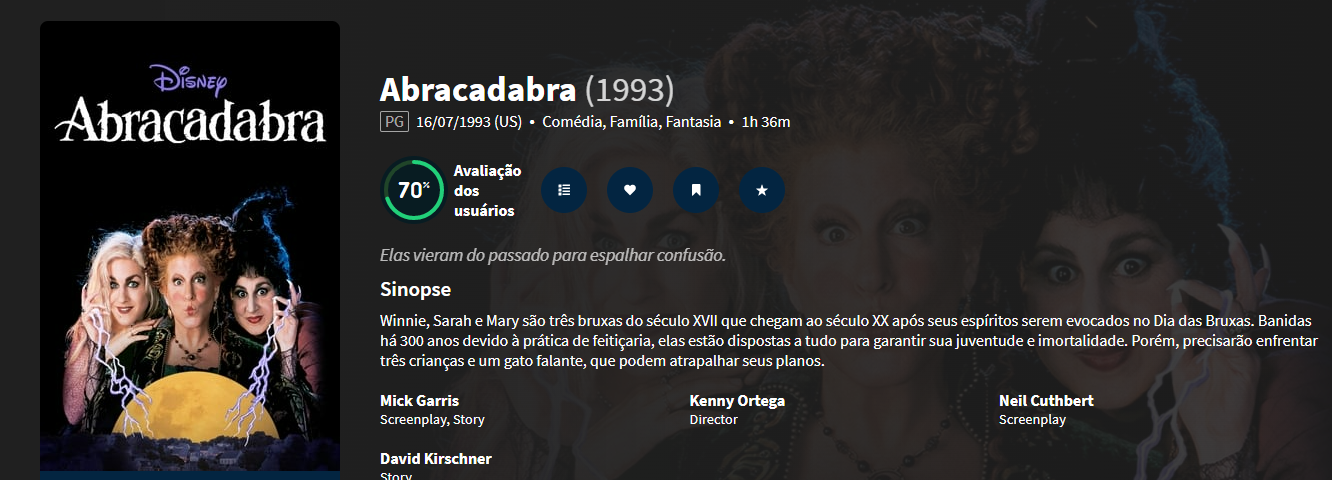 Disney
Abracadabra
Abracadabra (1993)
PG 16/07/1993 (US) • Comédia, Família, Fantasia • 1h 36m
70%
Avaliação
dos
usuários
Elas vieram do passado para espalhar confusão.
Sinopse
Winnie, Sarah e Mary são três bruxas do século XVII que chegam ao século XX após seus espíritos serem evocados no Dia das Bruxas. Banidas
há 300 anos devido à prática de feitiçaria, elas estão dispostas a tudo para garantir sua juventude e imortalidade. Porém, precisarão enfrentar
três crianças e um gato falante, que podem atrapalhar seus planos.
Mick Garris
Screenplay, Story
Kenny Ortega
Director
Neil Cuthbert
Screenplay
David Kirschner
Story